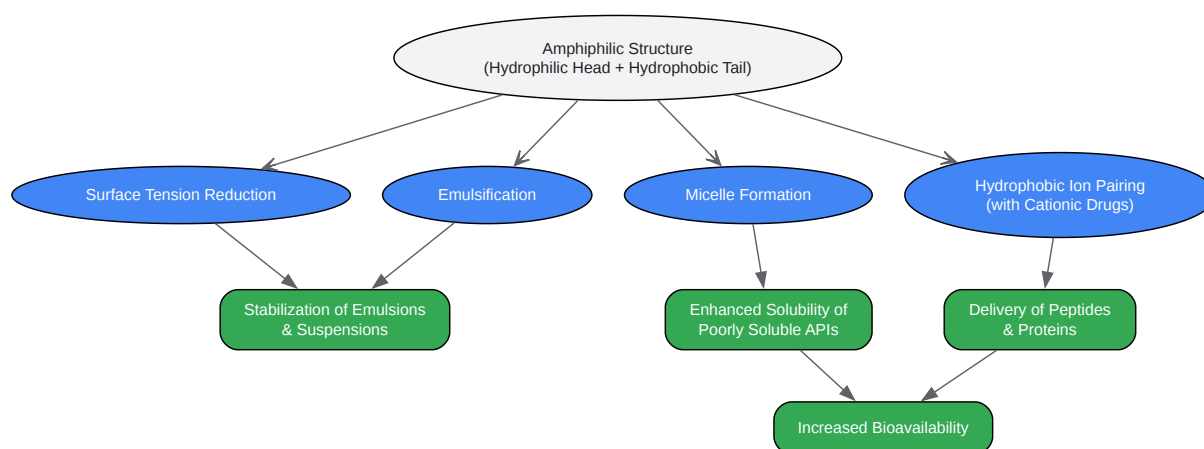 Amphiphilic Structure
(Hydrophilic Head + Hydrophobic Tail)
Surface Tension Reduction
Emulsification
Micelle Formation
Hydrophobic Ion Pairing
(with Cationic Drugs)
Stabilization of Emulsions
& Suspensions
Enhanced Solubility of
Poorly Soluble APIs
Delivery of Peptides
& Proteins
Increased Bioavailability